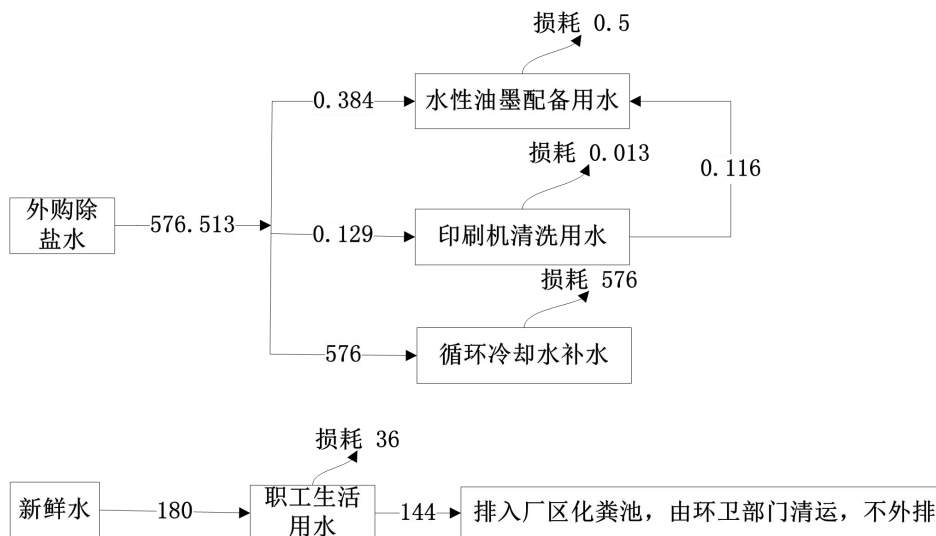 损耗 0.5
0.384
水性油墨配备用水
损耗 0.013
0.116
外购除
盐水
576.513
0.129
印刷机清洗用水
损耗 576
576
循环冷却水补水
损耗 36
新鲜水
180
职工生活
用水
144
排入厂区化粪池，由环卫部门清运，不外排